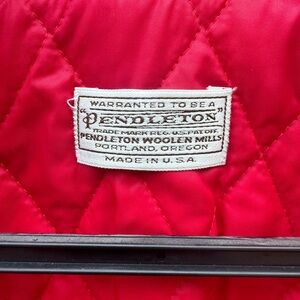 WARRANTED TO BE A
"PENDLETON"
TRADE MARK REG. U.S. PAT. OFF.
PENDLETON WOOLEN MILLS
PORTLAND, OREGON
MADE IN U.S.A.